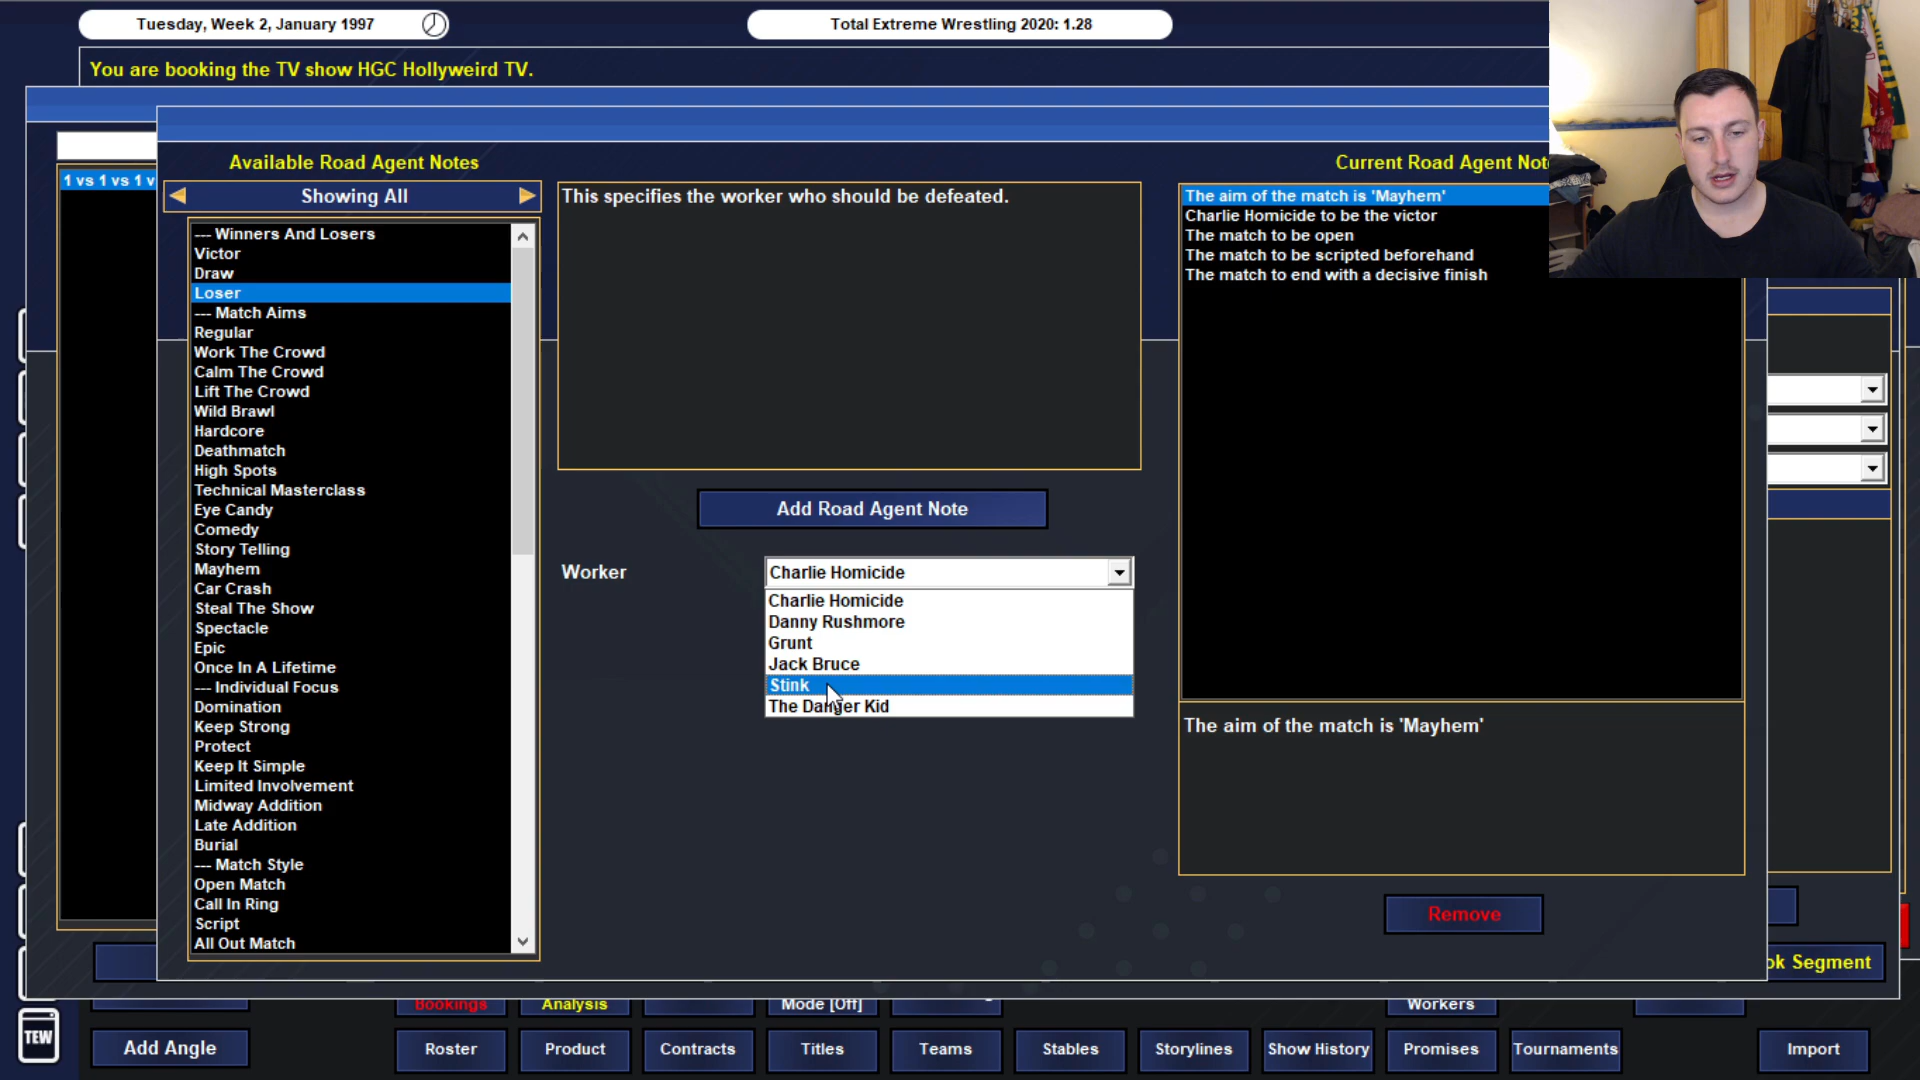 Tuesday, Week 2, January 1997
Total Extreme Wrestling 2020: 1.28
You are booking the TV show HGC Hollyweird TV.
Available Road Agent Notes
Showing All
1 vs 1 vs 1 v
--- Winners And Losers
Victor
Draw
Loser
--- Match Aims
Regular
Work The Crowd
Calm The Crowd
Lift The Crowd
Wild Brawl
Hardcore
Deathmatch
High Spots
Technical Masterclass
Eye Candy
Comedy
Story Telling
Mayhem
Car Crash
Steal The Show
Spectacle
Epic
Once In A Lifetime
--- Individual Focus
Domination
Keep Strong
Protect
Keep It Simple
Limited Involvement
Midway Addition
Late Addition
Burial
--- Match Style
Open Match
Call In Ring
Script
All Out Match
This specifies the worker who should be defeated.
Add Road Agent Note
Worker
Charlie Homicide
Charlie Homicide
Danny Rushmore
Grunt
Jack Bruce
Stink
The Danger Kid
Current Road Agent Not
The aim of the match is 'Mayhem'
Charlie Homicide to be the victor
The match to be open
The match to be scripted beforehand
The match to end with a decisive finish
The aim of the match is 'Mayhem'
Remove
ok Segment
Bookings
Analysis
Mode [Off]
Workers
TEW
Add Angle
Roster
Product
Contracts
Titles
Teams
Stables
Storylines
Show History
Promises
Tournaments
Import